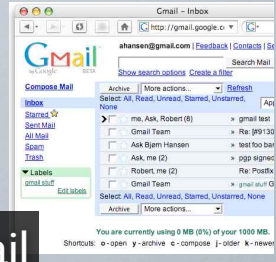 Gmail – Inbox
http://mail.google.co
G
Gmail
by Google BETA
ahansen@gmail.com | Feedback | Contacts | Se
Search Mail
Show search options Create a filter
Compose Mail
Inbox
Starred
Sent Mail
All Mail
Spam
Trash
Labels
gmail stuff
Edit labels
Archive More actions... Refresh
Select: All, Read, Unread, Starred, Unstarred, None
App
me, Ask, Robert (8) » gmail test
Gmail Team » Re: [#9130
Ask Bjørn Hansen » test foo bar
Ask, me (2) » pgp signed
Robert, me (2) Re: Postfix
Gmail Team » gmail stuff G
Select: All, Read, Unread, Starred, Unstarred, None
Archive More actions...
You are currently using 0 MB (0%) of your 1000 MB.
Shortcuts: o - open y - archive c - compose j - older k - newer
ail